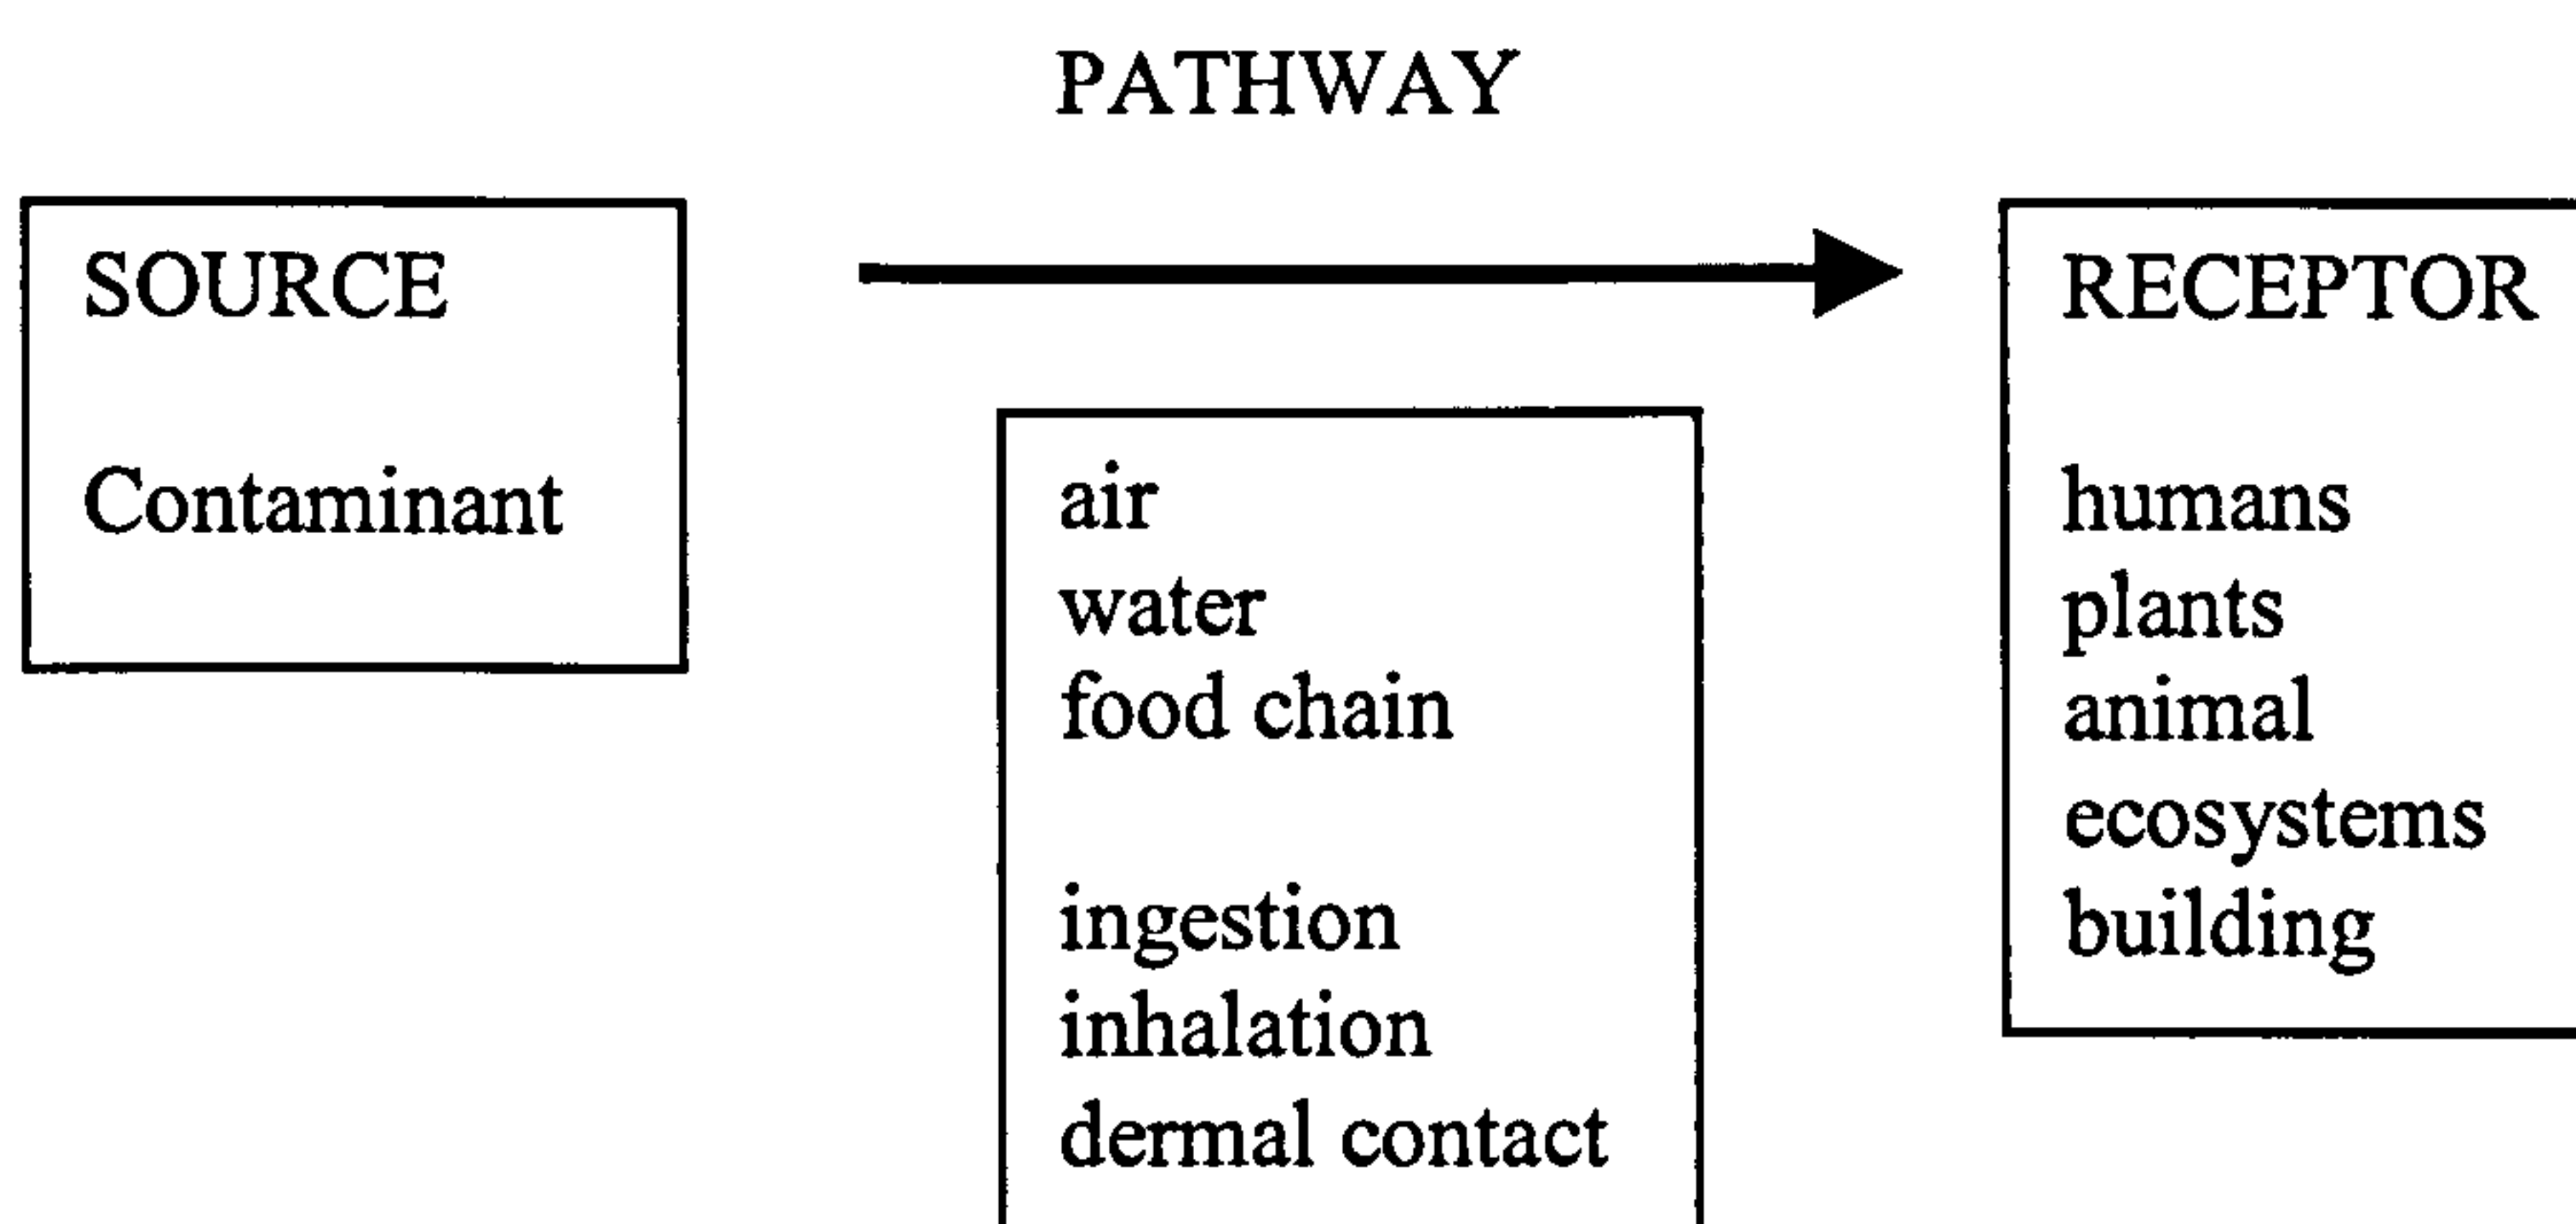 PATHWAY
SOURCE
Contaminant
air
water
food chain
ingestion
inhalation
dermal contact
RECEPTOR
humans
plants
animal
ecosystems
building